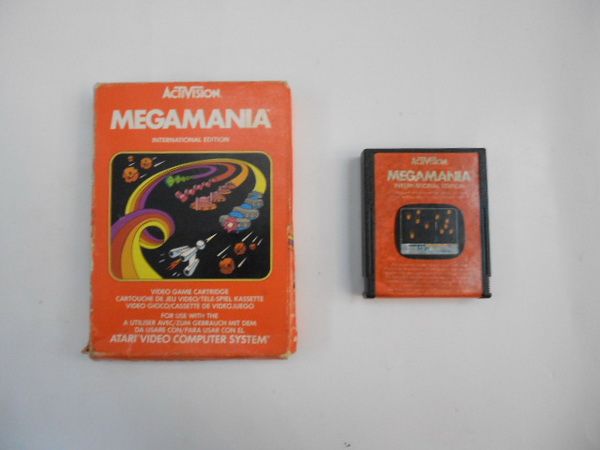 ACTIVISION
MEGAMANIA
INTERNATIONAL EDITION
VIDEO GAME CARTRIDGE
CARTOUCHE DE JEU VIDEO/TELE-SPIEL KASSETTE
VIDEO GIOCO/CASSETTE DE VIDEOJUEGO
FOR USE WITH THE
A UTILISER AVEC/ZUM GEBRAUCH MIT DEM
DA USARE CON/PARA USAR CON EL
ATARI VIDEO COMPUTER SYSTEM
ACTIVISION
MEGAMANIA
INTERNATIONAL EDITION